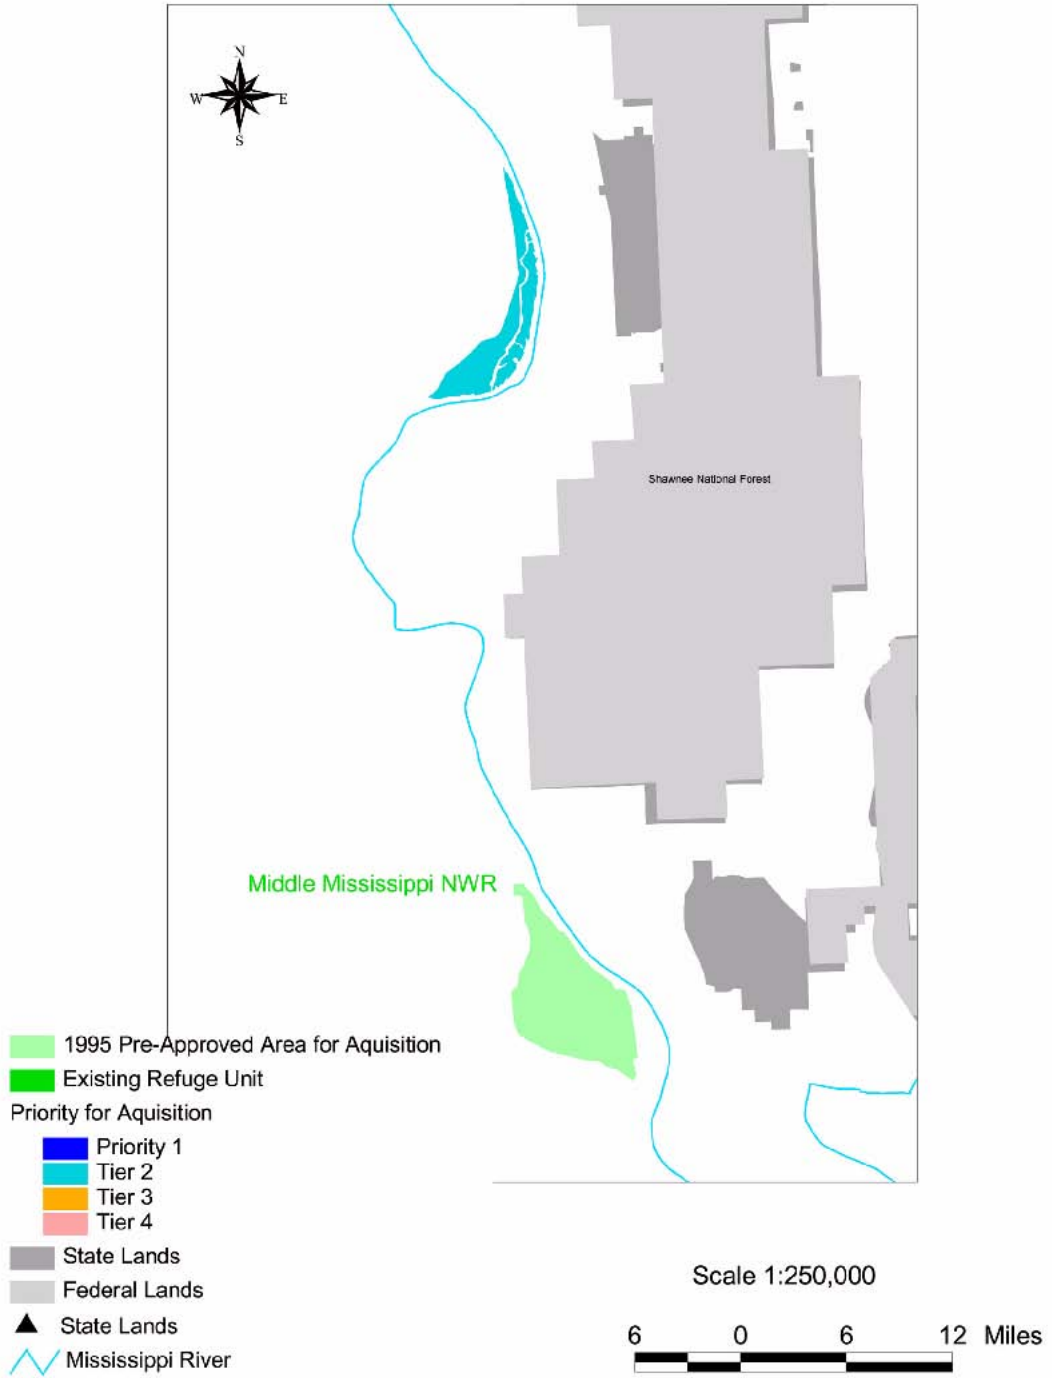 N
W E
S
Shawnee National Forest
Middle Mississippi NWR
1995 Pre-Approved Area for Aquisition
Existing Refuge Unit
Priority for Aquisition
Priority 1
Tier 2
Tier 3
Tier 4
State Lands
Federal Lands
State Lands
Mississippi River
Scale 1:250,000
6 0 6 12 Miles